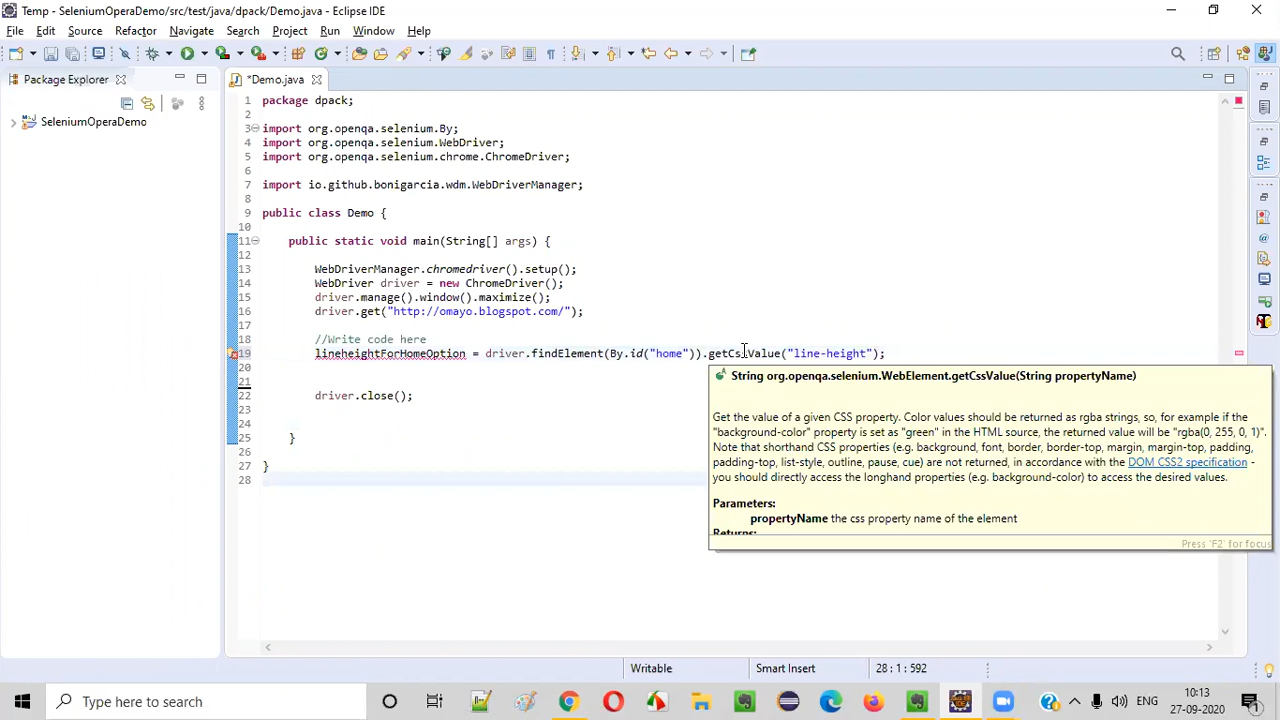 Temp - SeleniumOperaDemo/src/test/java/dpack/Demo.java - Eclipse IDE
File Edit Source Refactor Navigate Search Project Run Window Help
Package Explorer
*Demo.java
SeleniumOperaDemo
1 package dpack;
2
3 import org.openqa.selenium.By;
4 import org.openqa.selenium.WebDriver;
5 import org.openqa.selenium.chrome.ChromeDriver;
6
7 import io.github.bonigarcia.wdm.WebDriverManager;
8
9 public class Demo {
10
11 public static void main(String[] args) {
12
13 WebDriverManager.chromedriver().setup();
14 WebDriver driver = new ChromeDriver();
15 driver.manage().window().maximize();
16 driver.get("http://omayo.blogspot.com/");
17
18 //Write code here
19 lineheightForHomeOption = driver.findElement(By.id("home")).getCssValue("line-height");
20
21
22 driver.close();
23
24
25 }
26
27 }
28
String org.openqa.selenium.WebElement.getCssValue(String propertyName)
Get the value of a given CSS property. Color values should be returned as rgba strings, so, for example if the
"background-color" property is set as "green" in the HTML source, the returned value will be "rgba(0, 255, 0, 1)".
Note that shorthand CSS properties (e.g. background, font, border, border-top, margin, margin-top, padding,
padding-top, list-style, outline, pause, cue) are not returned, in accordance with the DOM CSS2 specification -
you should directly access the longhand properties (e.g. background-color) to access the desired values.
Parameters:
propertyName the css property name of the element
Returns:
Press 'F2' for focus
Writable Smart Insert 28 : 1 : 592
Type here to search
ENG
10:13
27-09-2020